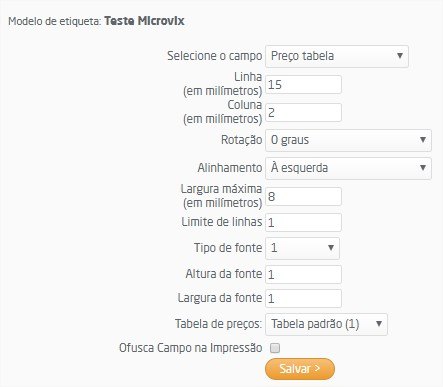 Modelo de etiqueta: Teste Microvix
Selecione o campo Preço tabela
Linha
(em milímetros) 15
Coluna
(em milímetros) 2
Rotação 0 graus
Alinhamento À esquerda
Largura máxima
(em milímetros) 8
Limite de linhas 1
Tipo de fonte 1
Altura da fonte 1
Largura da fonte 1
Tabela de preços: Tabela padrão (1)
Ofusca Campo na Impressão
Salvar >